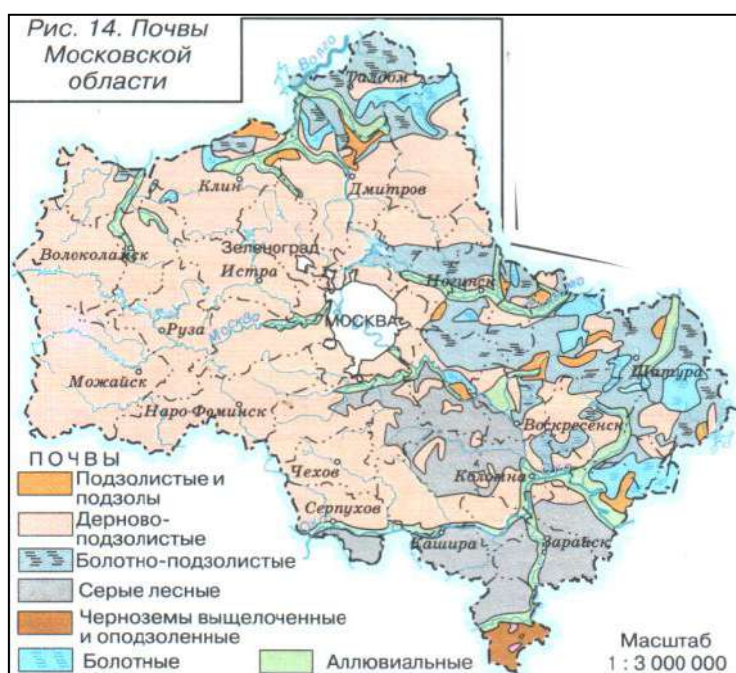 Рис. 14. Почвы
Московской
области
Волго
Талдом
Клин
Дмитров
Зеленоград
Волоколамск
Истра
Ногинск
МОСКВА
Руза
Москва
Шатура
Можайск
Наро-Фоминск
Воскресенск
Чехов
Коломна
Серпухов
Кашира
Зарайск
ПОЧВЫ
Подзолистые и
подзолы
Дерново-
подзолистые
Болотно-подзолистые
Серые лесные
Черноземы выщелоченные
и оподзоленные
Болотные
Аллювиальные
Масштаб
1 : 3 000 000